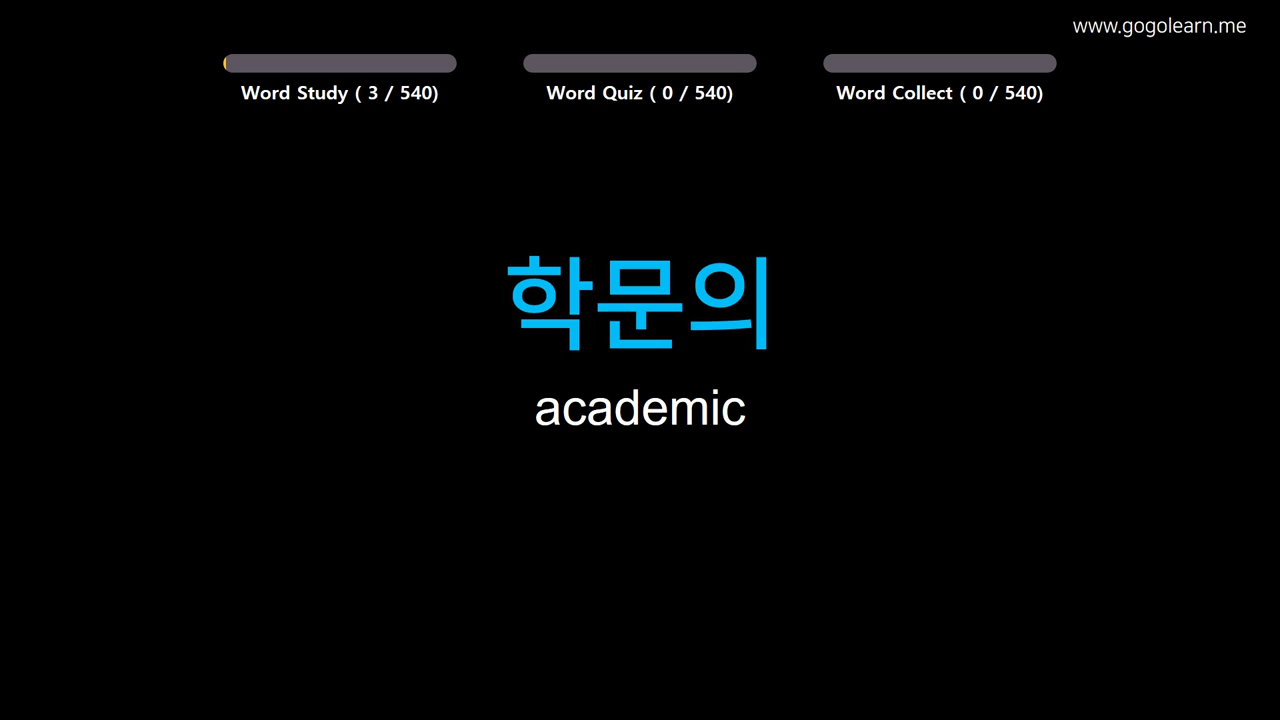 www.gogolearn.me
Word Study ( 3 / 540)
Word Quiz ( 0 / 540)
Word Collect ( 0 / 540)
학문의
academic